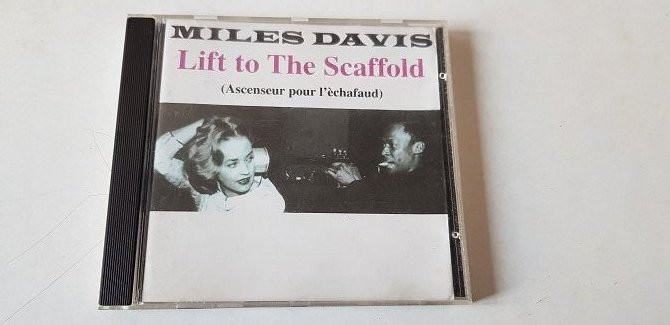 MILES DAVIS
Lift to The Scaffold
(Ascenseur pour l'èchafaud)